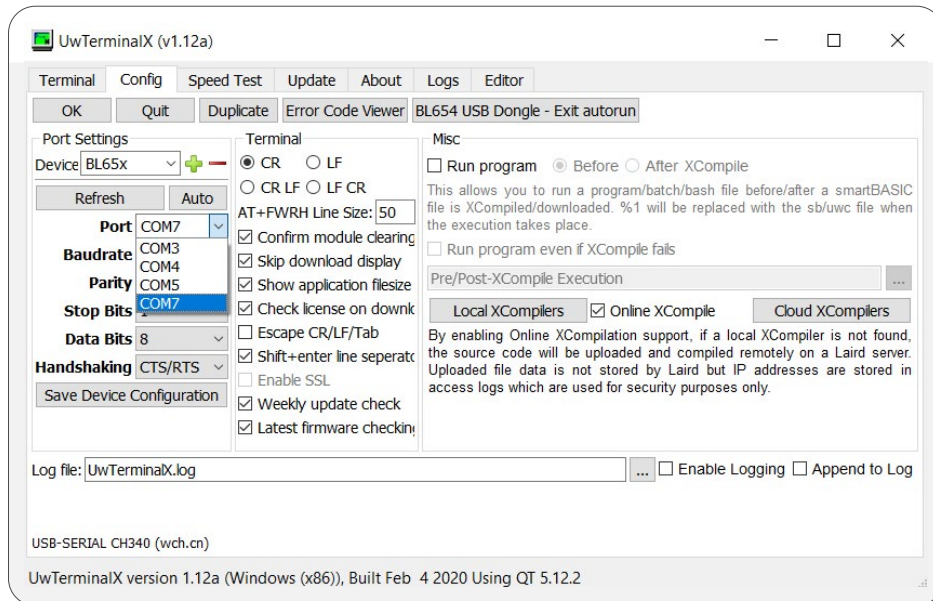 UwTerminalX (v1.12a)
Terminal Config Speed Test Update About Logs Editor
OK Quit Duplicate Error Code Viewer BL654 USB Dongle - Exit autorun
Port Settings
Device BL65x
Refresh Auto
Port COM7
COM3
Baudrate
COM4
Parity COM5
Stop Bits COM7
Data Bits 8
Handshaking CTS/RTS
Save Device Configuration
Terminal
CR LF
CR LF LF CR
AT+FWRH Line Size: 50
Confirm module clearing
Skip download display
Show application filesize
Check license on downlo
Escape CR/LF/Tab
Shift+enter line seperato
Enable SSL
Weekly update check
Latest firmware checking
Misc
Run program Before After XCompile
This allows you to run a program/batch/bash file before/after a smartBASIC
file is XCompiled/downloaded. %1 will be replaced with the sb/uwc file when
the execution takes place.
Run program even if XCompile fails
Pre/Post-XCompile Execution ...
Local XCompilers Online XCompile Cloud XCompilers
By enabling Online XCompilation support, if a local XCompiler is not found,
the source code will be uploaded and compiled remotely on a Laird server.
Uploaded file data is not stored by Laird but IP addresses are stored in
access logs which are used for security purposes only.
Log file: UwTerminalX.log ... Enable Logging Append to Log
USB-SERIAL CH340 (wch.cn)
UwTerminalX version 1.12a (Windows (x86)), Built Feb 4 2020 Using QT 5.12.2